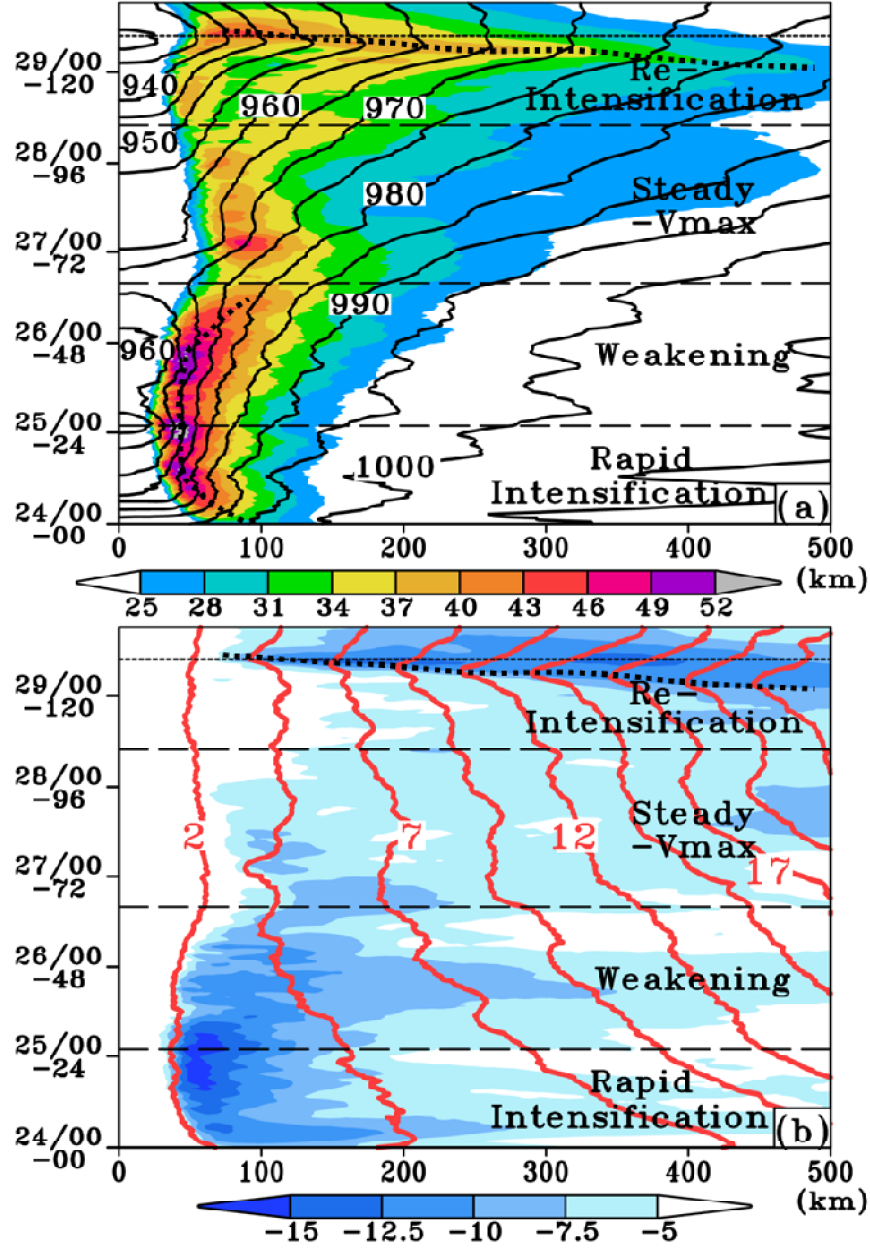 29/00
-120
940
960
970
Re-
Intensification
950
28/00
-96
980
Steady
-Vmax
27/00
-72
990
26/00
-48
960
Weakening
25/00
-24
1000
Rapid
Intensification
(a)
24/00
-00
0 100 200 300 400 500
(km)
25 28 31 34 37 40 43 46 49 52
29/00
-120
Re-
Intensification
28/00
-96
2 7 12
Steady
-Vmax
17
27/00
-72
26/00
-48
Weakening
25/00
-24
Rapid
Intensification
(b)
24/00
-00
0 100 200 300 400 500
(km)
-15 -12.5 -10 -7.5 -5